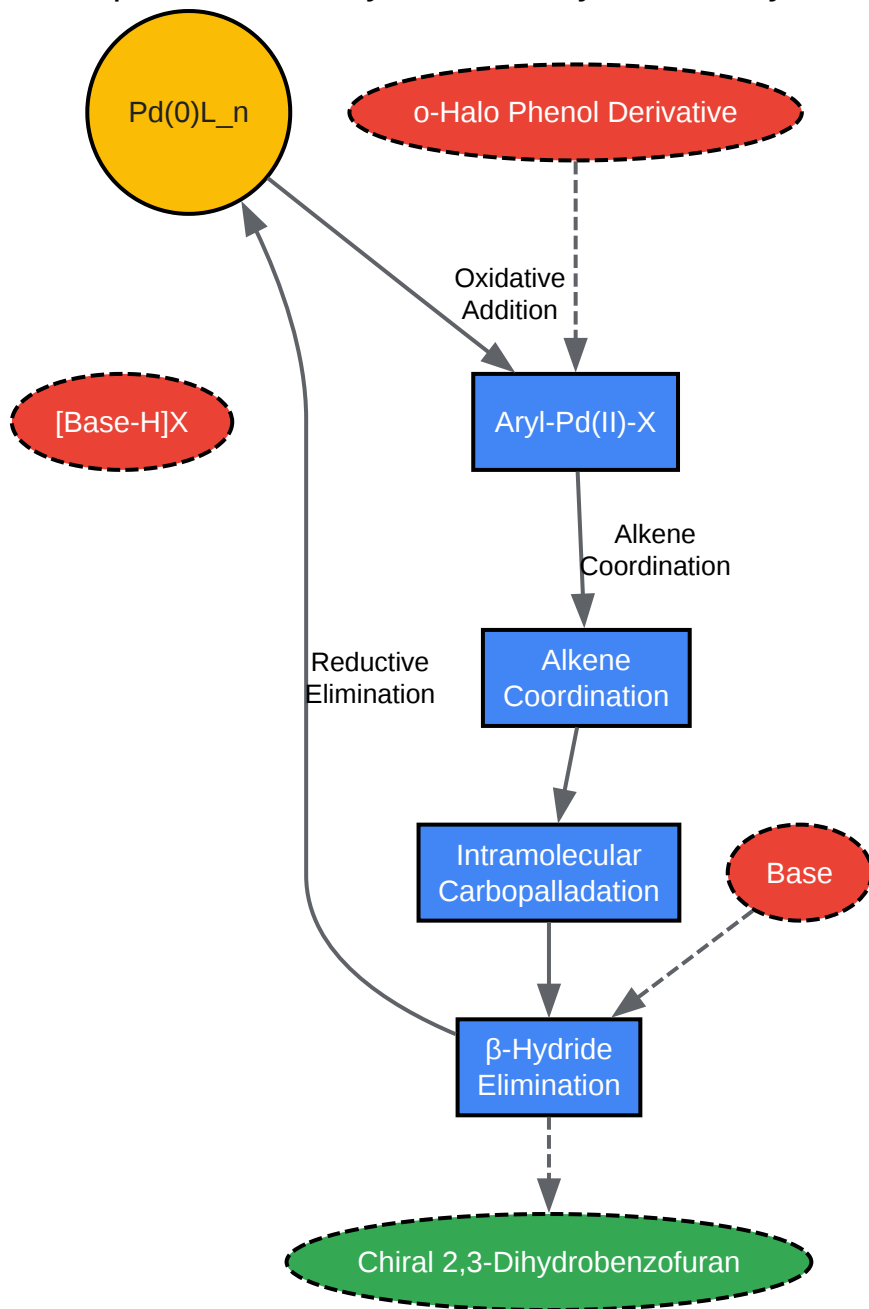 Pd(0)L_n
o-Halo Phenol Derivative
Oxidative
Addition
[Base-H]X
Aryl-Pd(II)-X
Alkene
Coordination
Reductive
Elimination
Alkene
Coordination
Intramolecular
Carbopalladation
Base
β-Hydride
Elimination
Chiral 2,3-Dihydrobenzofuran